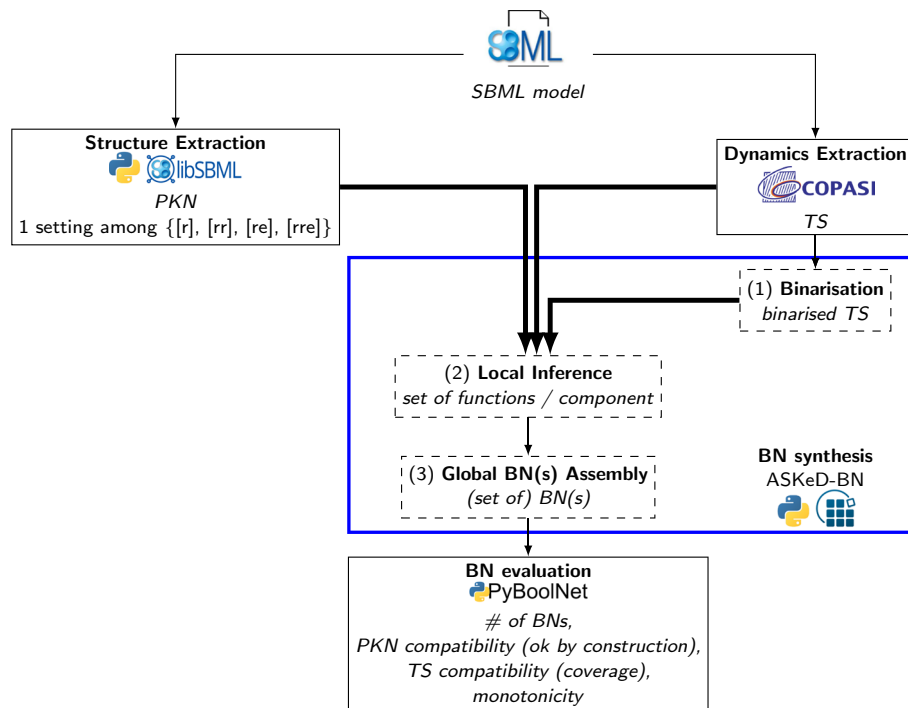 SBML
SBML model
Structure Extraction
libSBML
PKN
1 setting among {[r], [rr], [re], [rre]}
Dynamics Extraction
COPASI
TS
(1) Binarisation
binarised TS
(2) Local Inference
set of functions / component
(3) Global BN(s) Assembly
(set of) BN(s)
BN synthesis
ASKeD-BN
BN evaluation
PyBoolNet
# of BNs,
PKN compatibility (ok by construction),
TS compatibility (coverage),
monotonicity